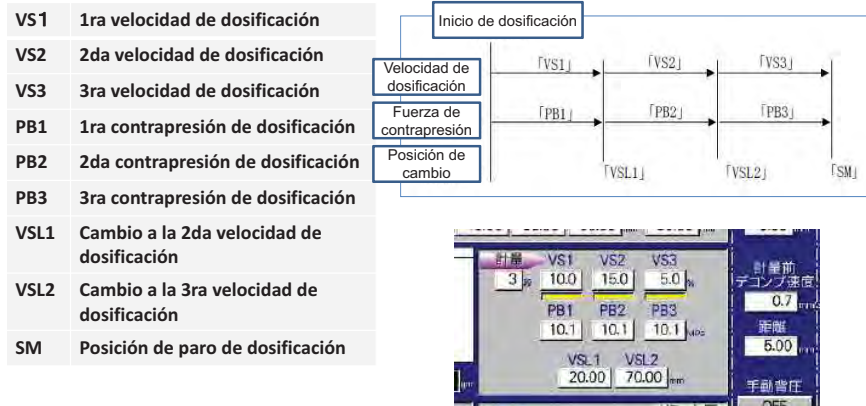 VS1 1ra velocidad de dosificación
VS2 2da velocidad de dosificación
VS3 3ra velocidad de dosificación
PB1 1ra contrapresión de dosificación
PB2 2da contrapresión de dosificación
PB3 3ra contrapresión de dosificación
VSL1 Cambio a la 2da velocidad de
dosificación
VSL2 Cambio a la 3ra velocidad de
dosificación
SM Posición de paro de dosificación
Inicio de dosificación
Velocidad de
dosificación
「VS1」 「VS2」 「VS3」
Fuerza de
contrapresión
「PB1」 「PB2」 「PB3」
Posición de
cambio
「VSL1」 「VSL2」 「SM」
計量 VS1 VS2 VS3
3 段 10.0 15.0 5.0 %
PB1 PB2 PB3
10.1 10.1 10.1 MPa
VSL1 VSL2
20.00 70.00 mm
計量前
デコンプ速度
0.7
距離
5.00
手動背圧
OFF